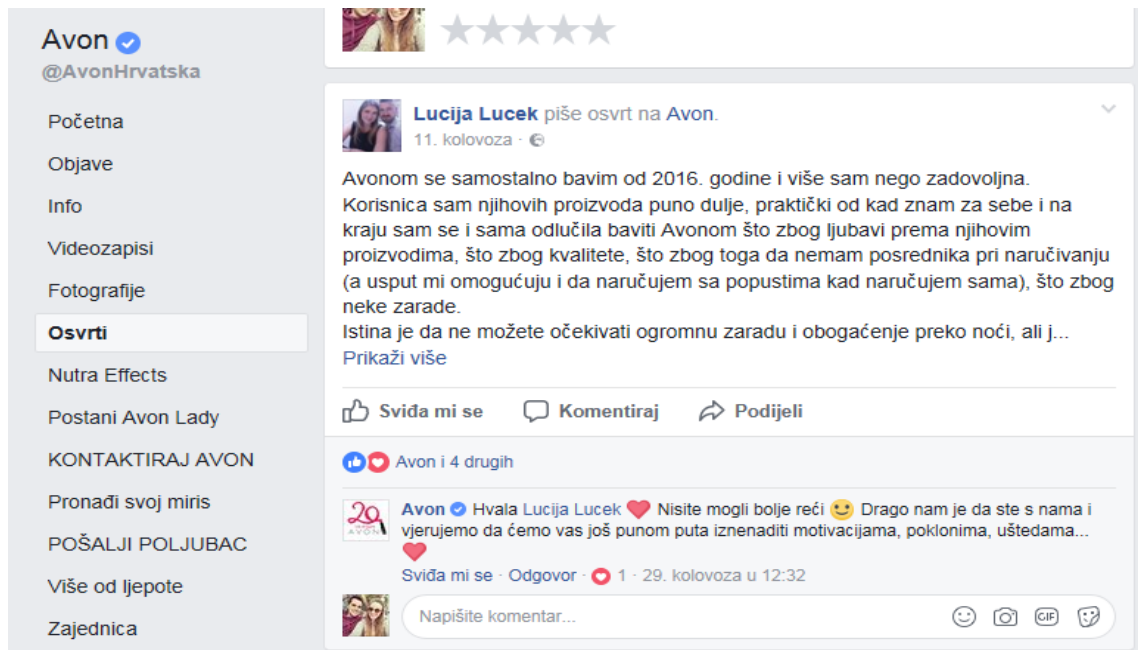 Avon
@AvonHrvatska
Početna
Objave
Info
Videozapisi
Fotografije
Osvrti
Nutra Effects
Postani Avon Lady
KONTAKTIRAJ AVON
Pronađi svoj miris
POŠALJI POLJUBAC
Više od ljepote
Zajednica
Lucija Lucek piše osvrt na Avon.
11. kolovoza ·
Avonom se samostalno bavim od 2016. godine i više sam nego zadovoljna.
Korisnica sam njihovih proizvoda puno dulje, praktički od kad znam za sebe i na
kraju sam se i sama odlučila baviti Avonom što zbog ljubavi prema njihovim
proizvodima, što zbog kvalitete, što zbog toga da nemam posrednika pri naručivanju
(a usput mi omogućuju i da naručujem sa popustima kad naručujem sama), što zbog
neke zarade.
Istina je da ne možete očekivati ogromnu zaradu i obogaćenje preko noći, ali j...
Prikaži više
Sviđa mi se Komentiraj Podijeli
Avon i 4 drugih
20
AVON
Avon Hvala Lucija Lucek ❤ Nisite mogli bolje reći 😉 Drago nam je da ste s nama i
vjerujemo da ćemo vas još punom puta iznenaditi motivacijama, poklonima, uštedama...
❤
Sviđa mi se · Odgovor · 1 · 29. kolovoza u 12:32
Napišite komentar...
GIF